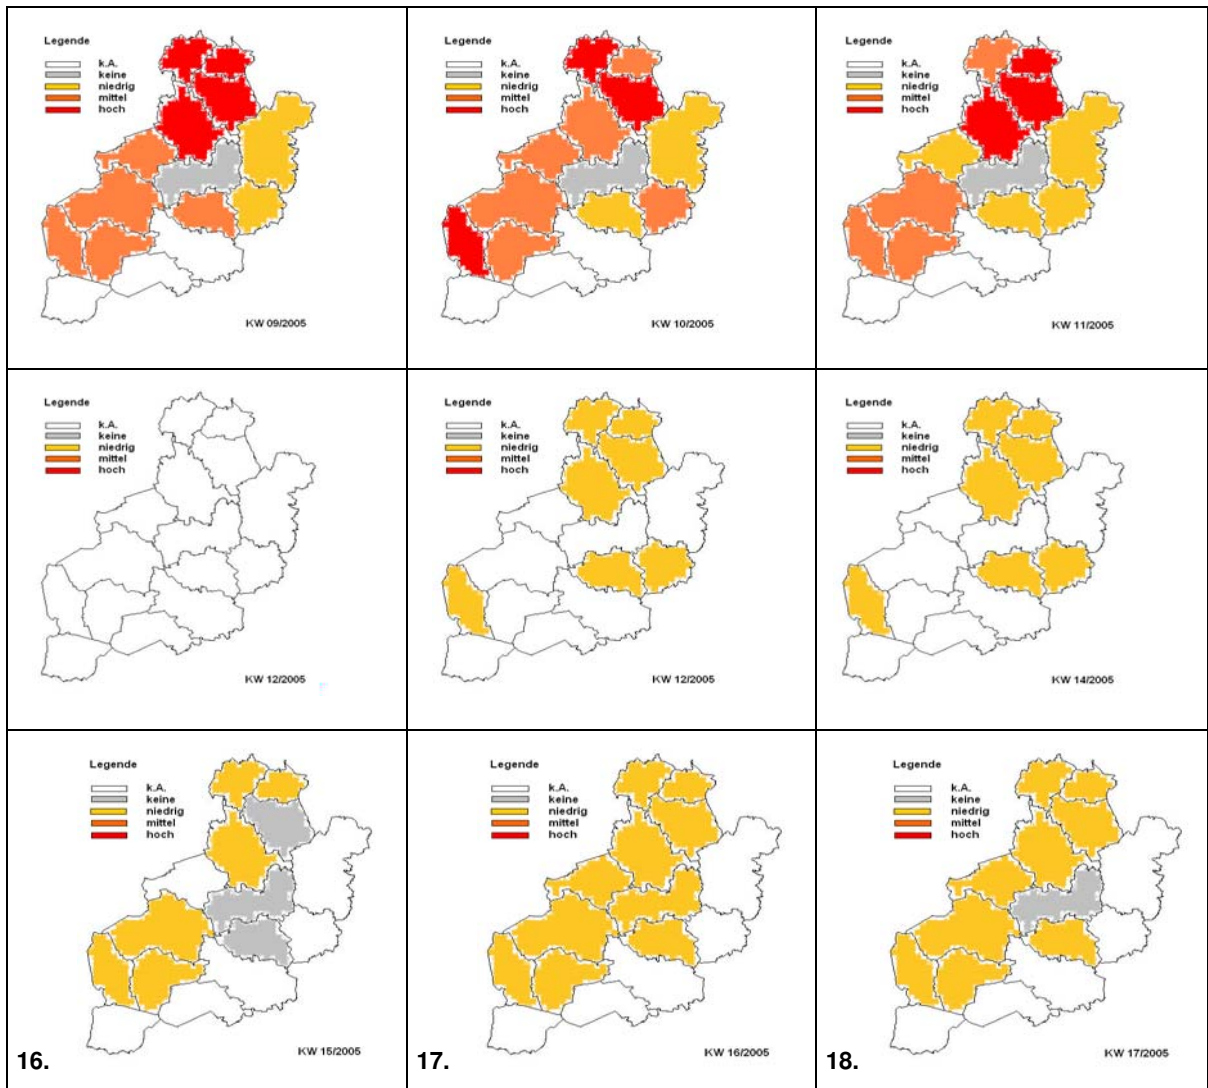 Legende
k.A.
keine
niedrig
mittel
hoch
KW 09/2005
Legende
k.A.
keine
niedrig
mittel
hoch
KW 10/2005
Legende
k.A.
keine
niedrig
mittel
hoch
KW 11/2005
Legende
k.A.
keine
niedrig
mittel
hoch
KW 12/2005
Legende
k.A.
keine
niedrig
mittel
hoch
KW 12/2005
Legende
k.A.
keine
niedrig
mittel
hoch
KW 14/2005
Legende
k.A.
keine
niedrig
mittel
hoch
KW 15/2005
16.
Legende
k.A.
keine
niedrig
mittel
hoch
KW 16/2005
17.
Legende
k.A.
keine
niedrig
mittel
hoch
KW 17/2005
18.